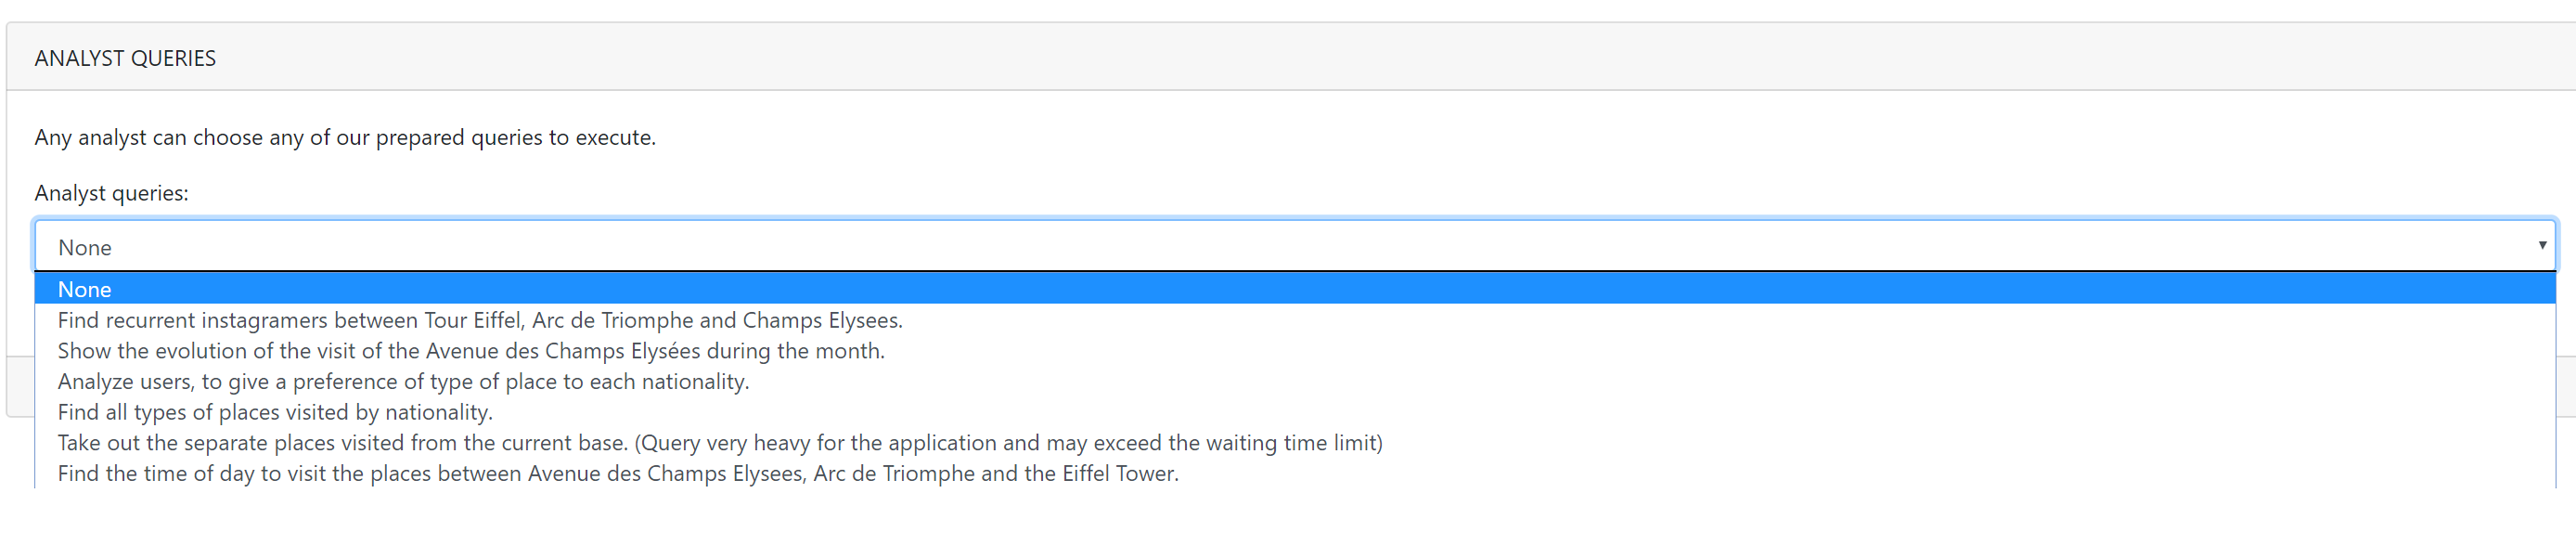 ANALYST QUERIES
Any analyst can choose any of our prepared queries to execute.
Analyst queries:
None
None
Find recurrent instagramers between Tour Eiffel, Arc de Triomphe and Champs Elysees.
Show the evolution of the visit of the Avenue des Champs Elysées during the month.
Analyze users, to give a preference of type of place to each nationality.
Find all types of places visited by nationality.
Take out the separate places visited from the current base. (Query very heavy for the application and may exceed the waiting time limit)
Find the time of day to visit the places between Avenue des Champs Elysees, Arc de Triomphe and the Eiffel Tower.